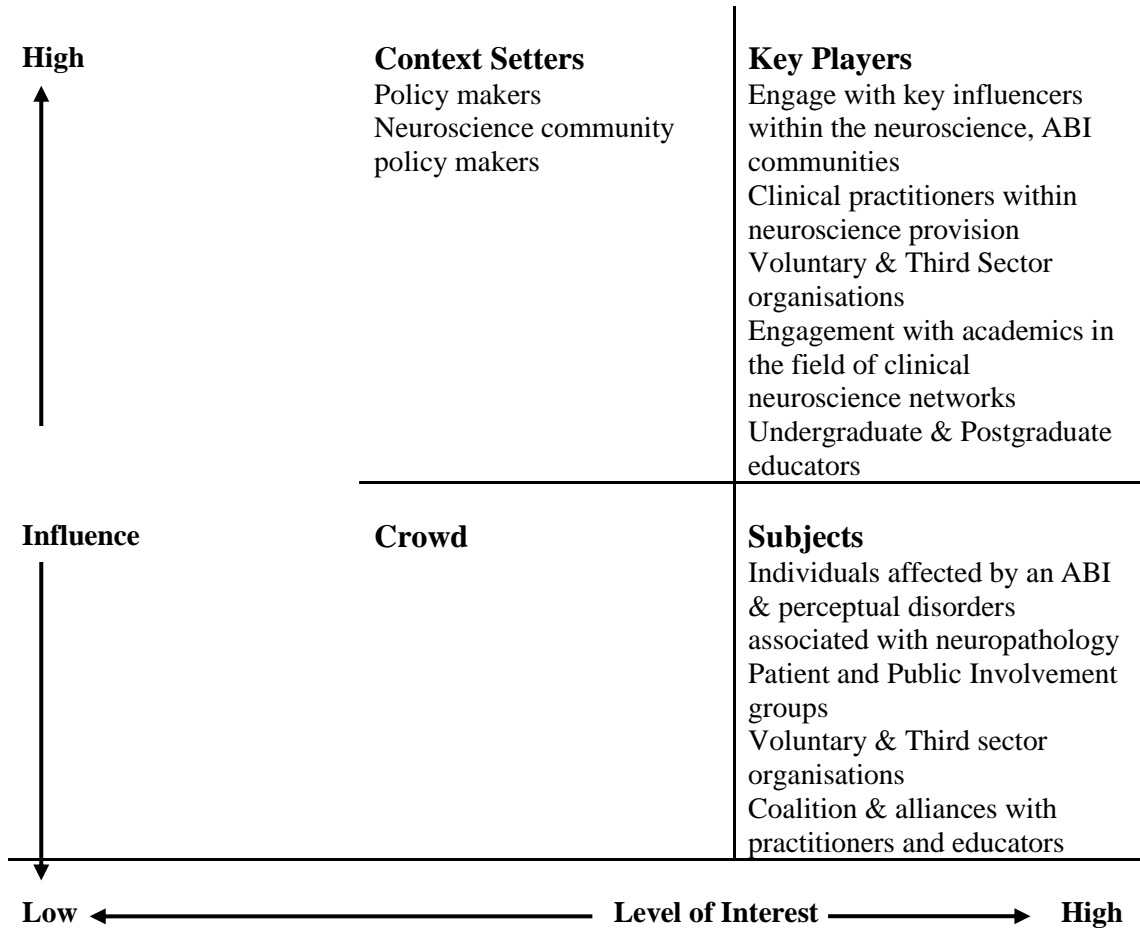 High
Context Setters
Policy makers
Neuroscience community
policy makers
Key Players
Engage with key influencers
within the neuroscience, ABI
communities
Clinical practitioners within
neuroscience provision
Voluntary & Third Sector
organisations
Engagement with academics in
the field of clinical
neuroscience networks
Undergraduate & Postgraduate
educators
Influence
Crowd
Subjects
Individuals affected by an ABI
& perceptual disorders
associated with neuropathology
Patient and Public Involvement
groups
Voluntary & Third sector
organisations
Coalition & alliances with
practitioners and educators
Low
Level of Interest
High